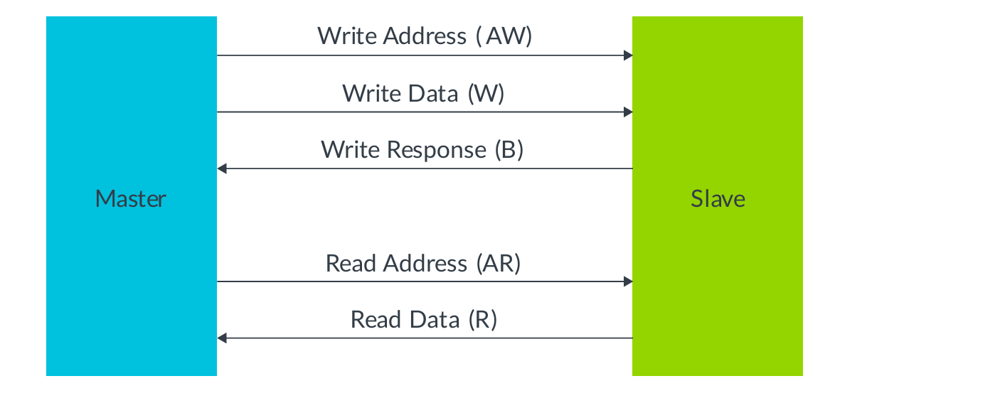 Write Address (AW)
Write Data (W)
Write Response (B)
Master
Slave
Read Address (AR)
Read Data (R)